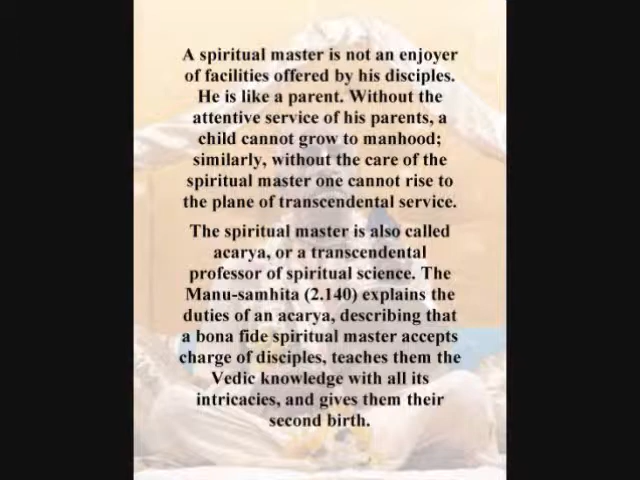 A spiritual master is not an enjoyer
of facilities offered by his disciples.
He is like a parent. Without the
attentive service of his parents, a
child cannot grow to manhood;
similarly, without the care of the
spiritual master one cannot rise to
the plane of transcendental service.
The spiritual master is also called
acarya, or a transcendental
professor of spiritual science. The
Manu-samhita (2.140) explains the
duties of an acarya, describing that
a bona fide spiritual master accepts
charge of disciples, teaches them the
Vedic knowledge with all its
intricacies, and gives them their
second birth.